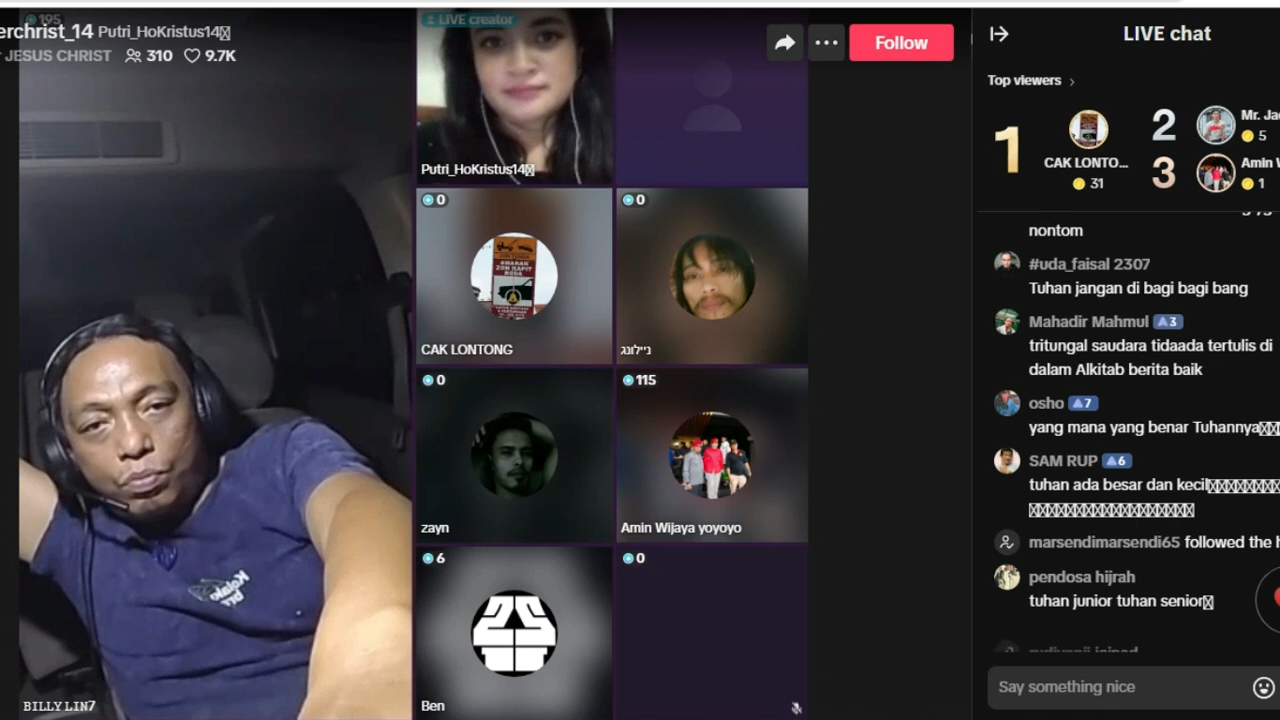 195
erchrist_14 Putri_HoKristus14
JESUS CHRIST 310 9.7K
LIVE creator
Putri_HoKristus14
Follow
0
CAK LONTONG
0
ניילונג
0
zayn
115
Amin Wijaya yoyoyo
6
Ben
0
BILLY LIN7
LIVE chat
Top viewers
1
CAK LONTO...
31
2
Mr. Ja
5
3
Amin W
1
nontom
#uda_faisal 2307
Tuhan jangan di bagi bagi bang
Mahadir Mahmul 3
tritungal saudara tidaada tertulis di
dalam Alkitab berita baik
osho 7
yang mana yang benar Tuhannya
SAM RUP 6
tuhan ada besar dan kecil
marsendimarsendi65 followed the h
pendosa hijrah
tuhan junior tuhan senior
joined
Say something nice